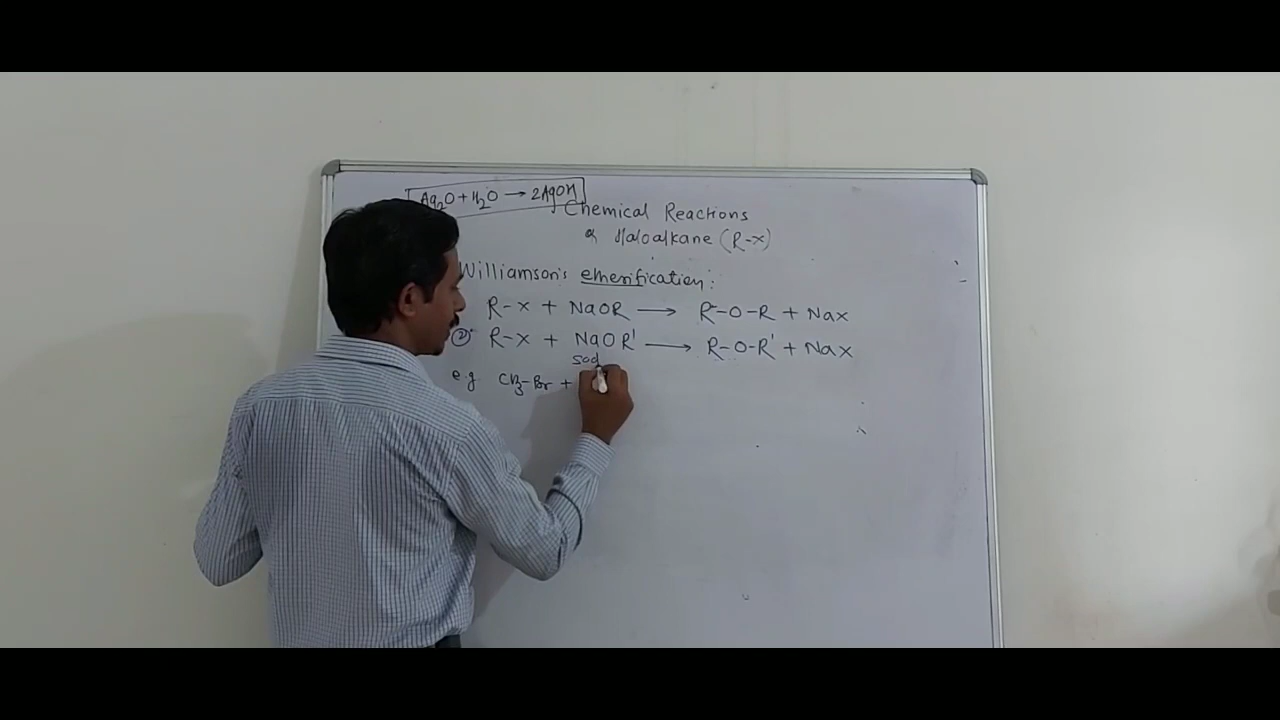 Ag₂O + H₂O → 2AgOH
Chemical Reactions
of Haloalkane (R-X)
Williamson's etherification:
R-X + NaOR → R-O-R + NaX
② R-X + NaOR' → R-O-R' + NaX
sod
e.g. CH₃-Br +